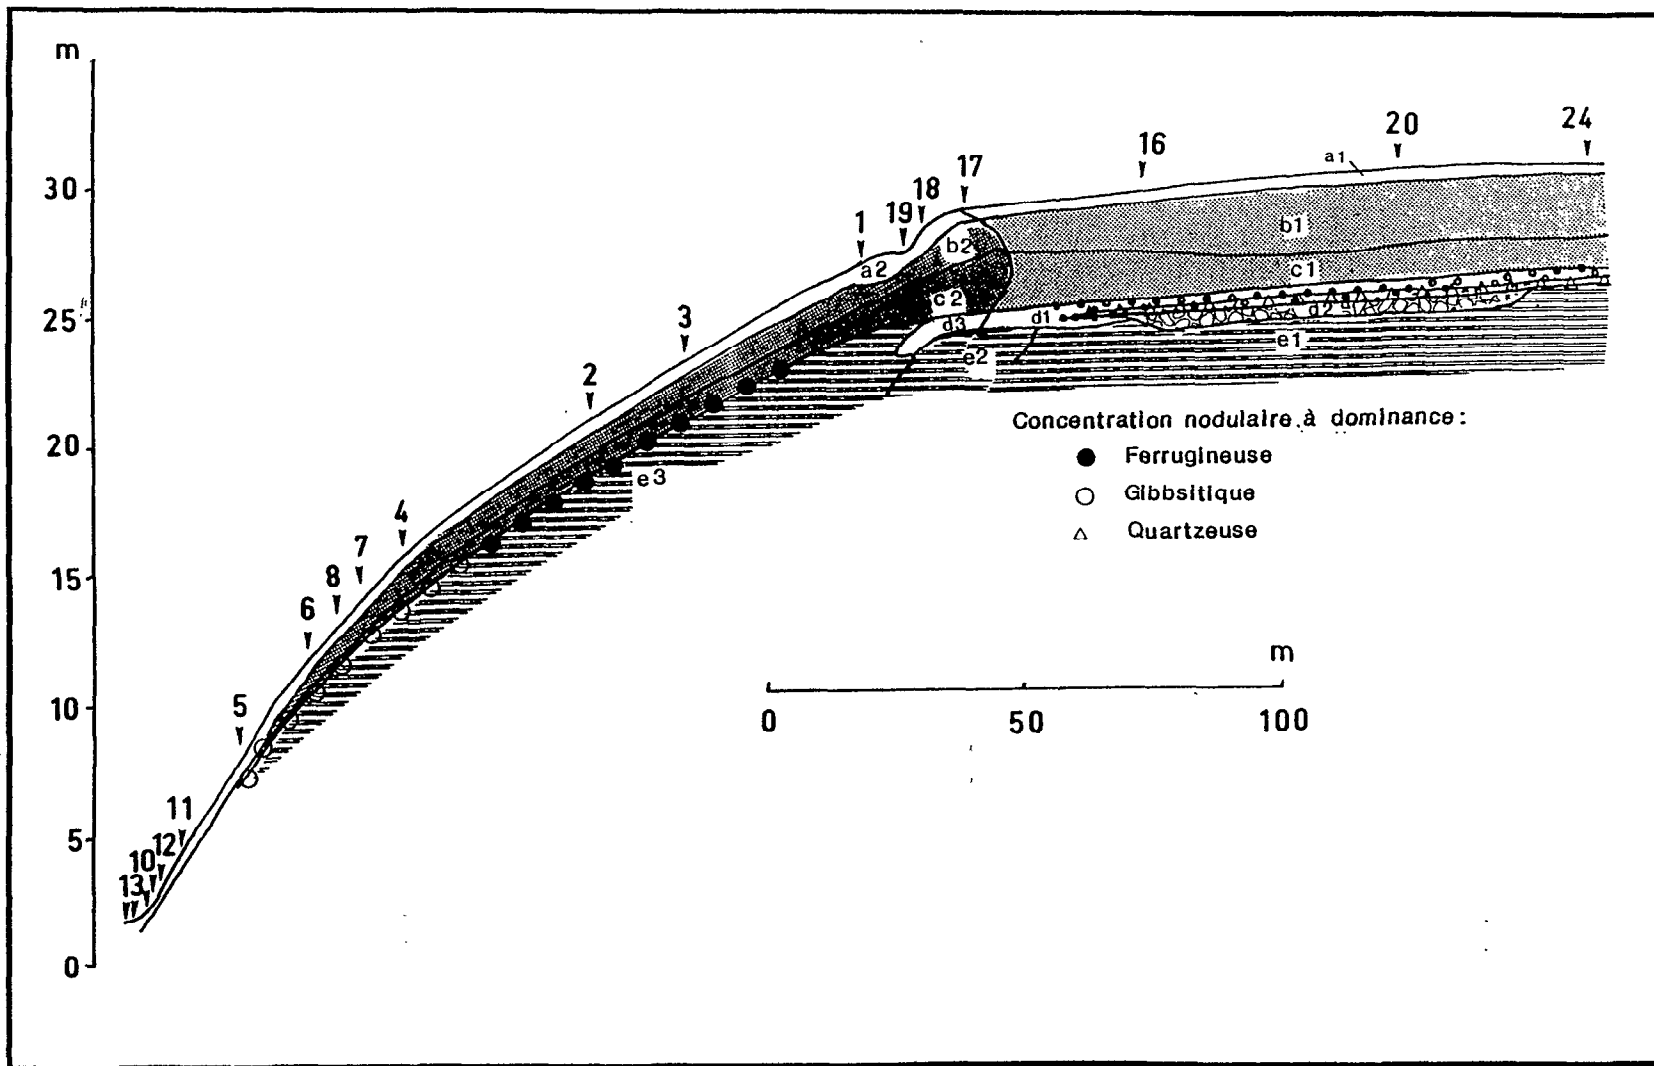 m
30
25
20
15
10
5
0
24
20
16
17
18
19
1
3
2
4
7
8
6
5
11
12
10
13
a1
b1
c1
b2
a2
c2
d3
d1
d2
e1
e2
e3
Concentration nodulaire à dominance :
Ferrugineuse
Gibbsitique
Quartzeuse
m
0 50 100